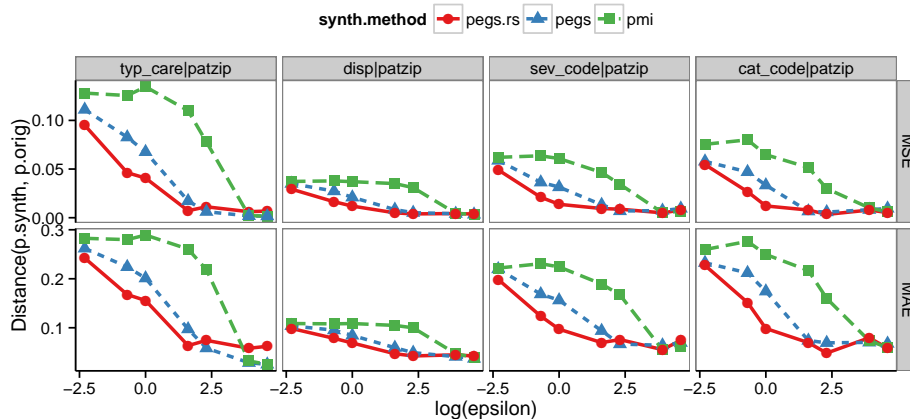 synth.method pegs.rs pegs pmi
typ_care|patzip disp|patzip sev_code|patzip cat_code|patzip
Distance(p.synth, p.orig)
0.10
0.05
0.00
MSE
0.3
0.2
0.1
MAE
−2.5 0.0 2.5 −2.5 0.0 2.5 −2.5 0.0 2.5 −2.5 0.0 2.5
log(epsilon)